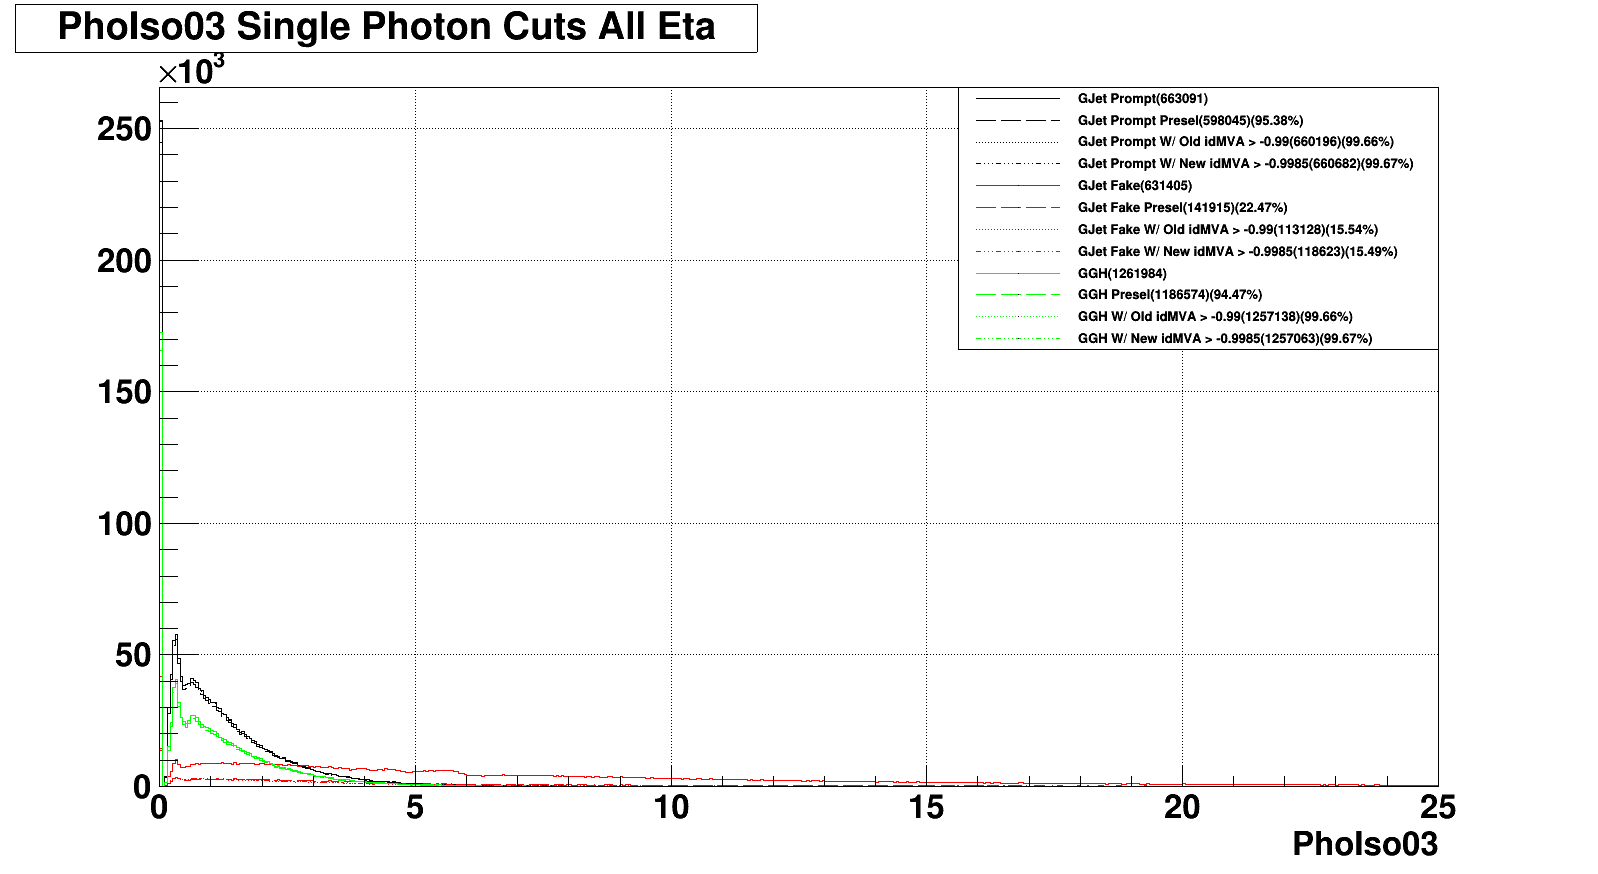 PhoIso03 Single Photon Cuts All Eta
×10³
250
200
150
100
50
0
0 5 10 15 20 25
PhoIso03
GJet Prompt(663091)
GJet Prompt Presel(598045)(95.38%)
GJet Prompt W/ Old idMVA > -0.99(660196)(99.66%)
GJet Prompt W/ New idMVA > -0.9985(660682)(99.67%)
GJet Fake(631405)
GJet Fake Presel(141915)(22.47%)
GJet Fake W/ Old idMVA > -0.99(113128)(15.54%)
GJet Fake W/ New idMVA > -0.9985(118623)(15.49%)
GGH(1261984)
GGH Presel(1186574)(94.47%)
GGH W/ Old idMVA > -0.99(1257138)(99.66%)
GGH W/ New idMVA > -0.9985(1257063)(99.67%)